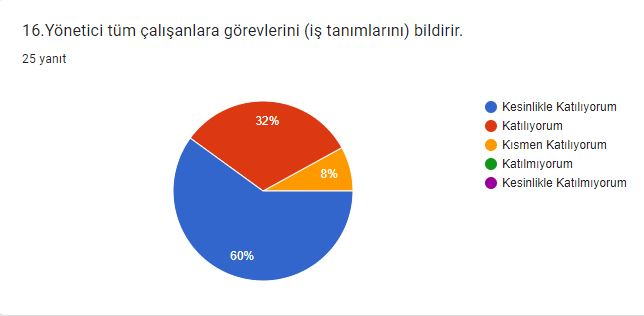 16.Yönetici tüm çalışanlara görevlerini (iş tanımlarını) bildirir.
25 yanıt
Kesinlikle Katılıyorum
Katılıyorum
Kısmen Katılıyorum
Katılmıyorum
Kesinlikle Katılmıyorum
32%
8%
60%